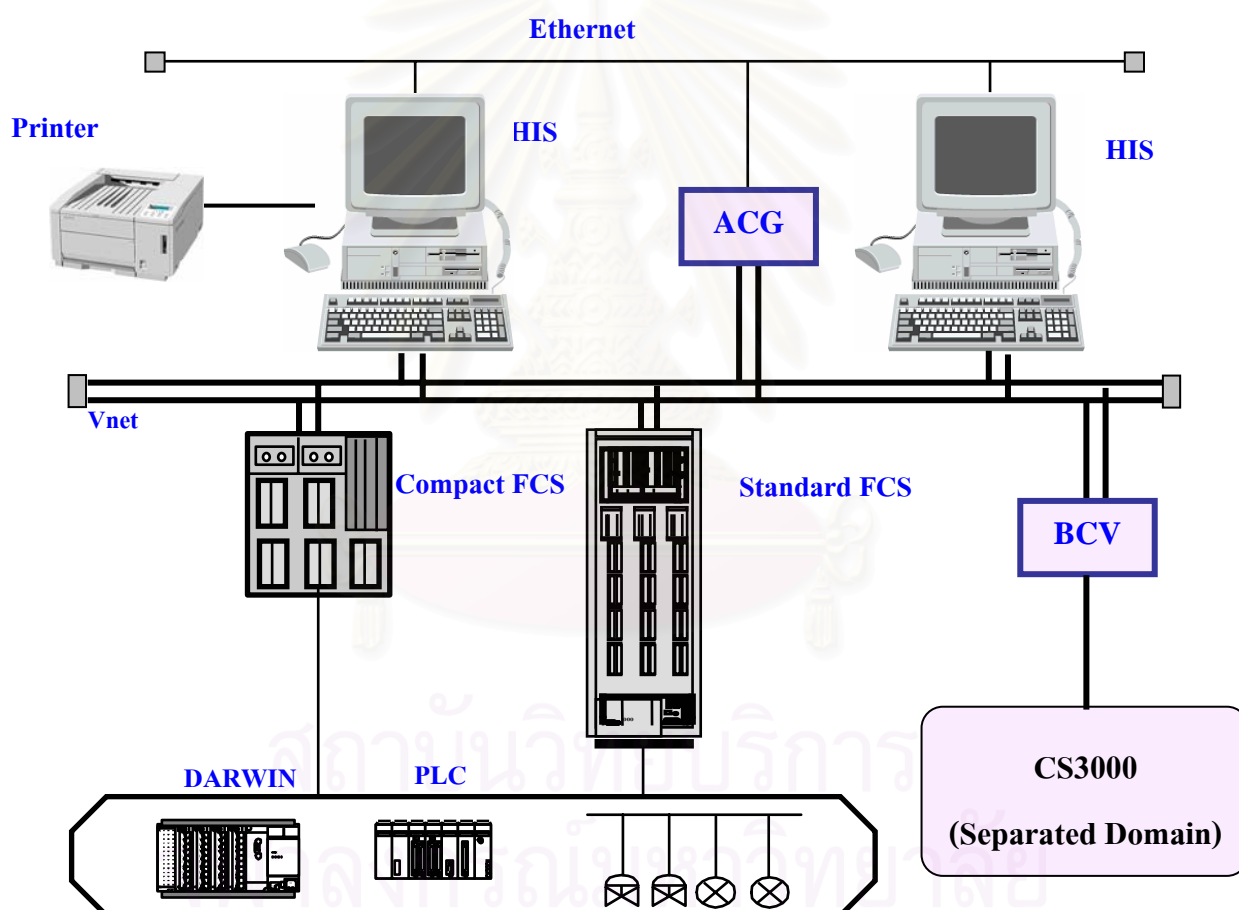 Ethernet
Printer
HIS
HIS
ACG
Vnet
Compact FCS
Standard FCS
BCV
DARWIN
PLC
CS3000
(Separated Domain)
สถาบันวิทยบริการ
จุฬาลงกรณ์มหาวิทยาลัย